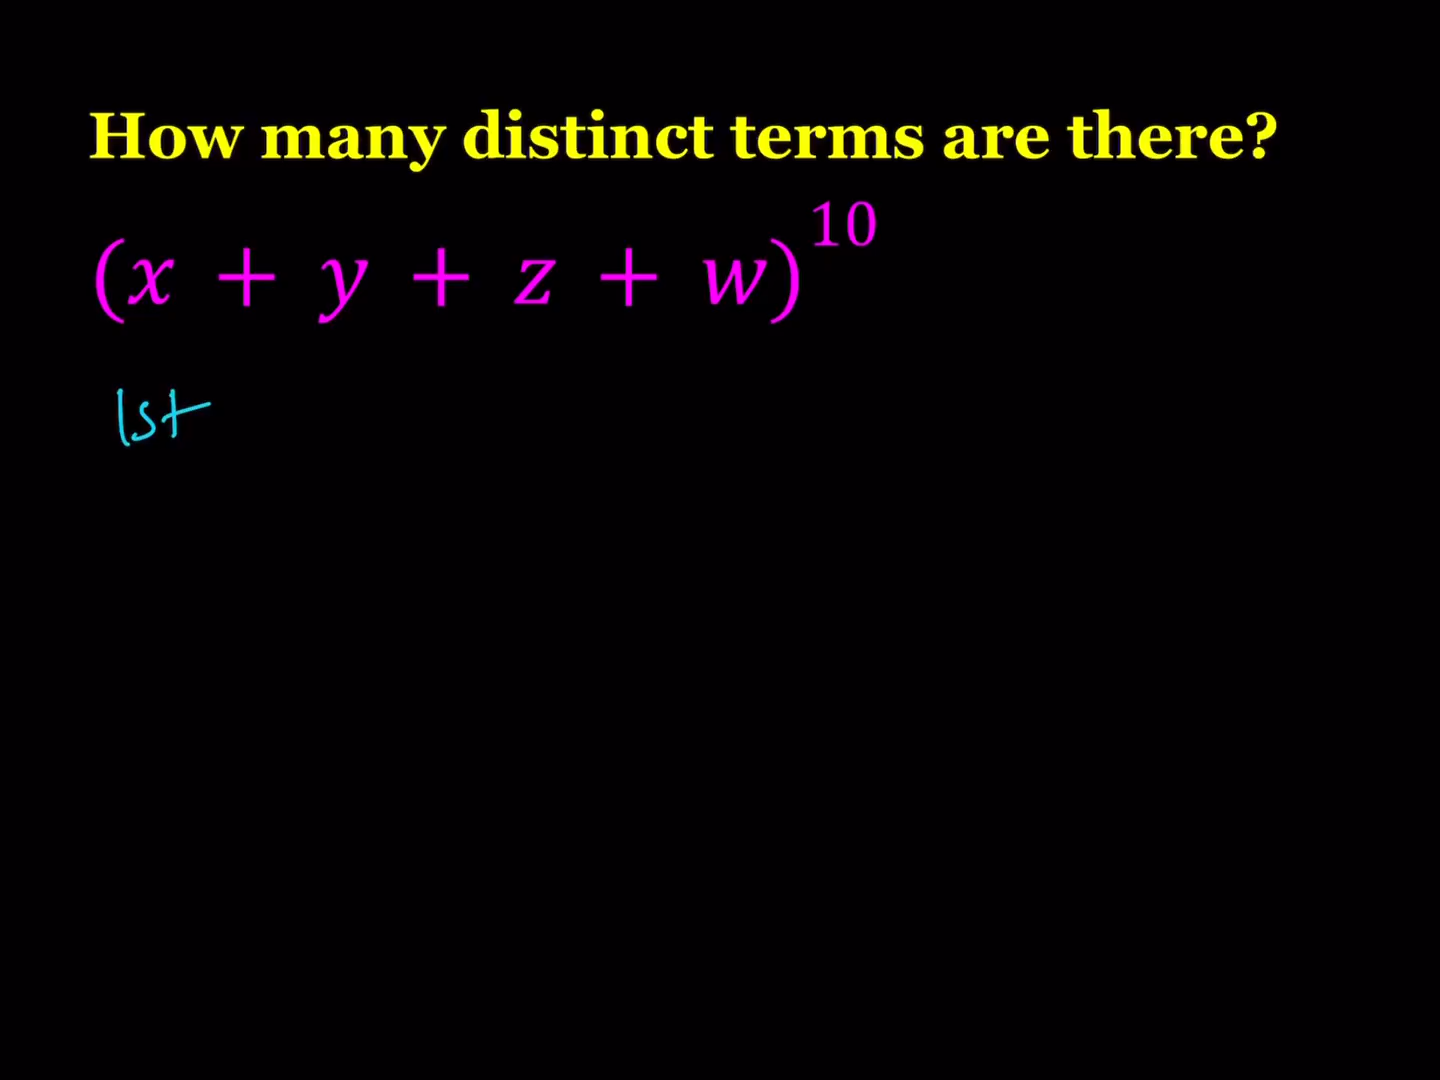 How many distinct terms are there?
(x + y + z + w)¹⁰
1st